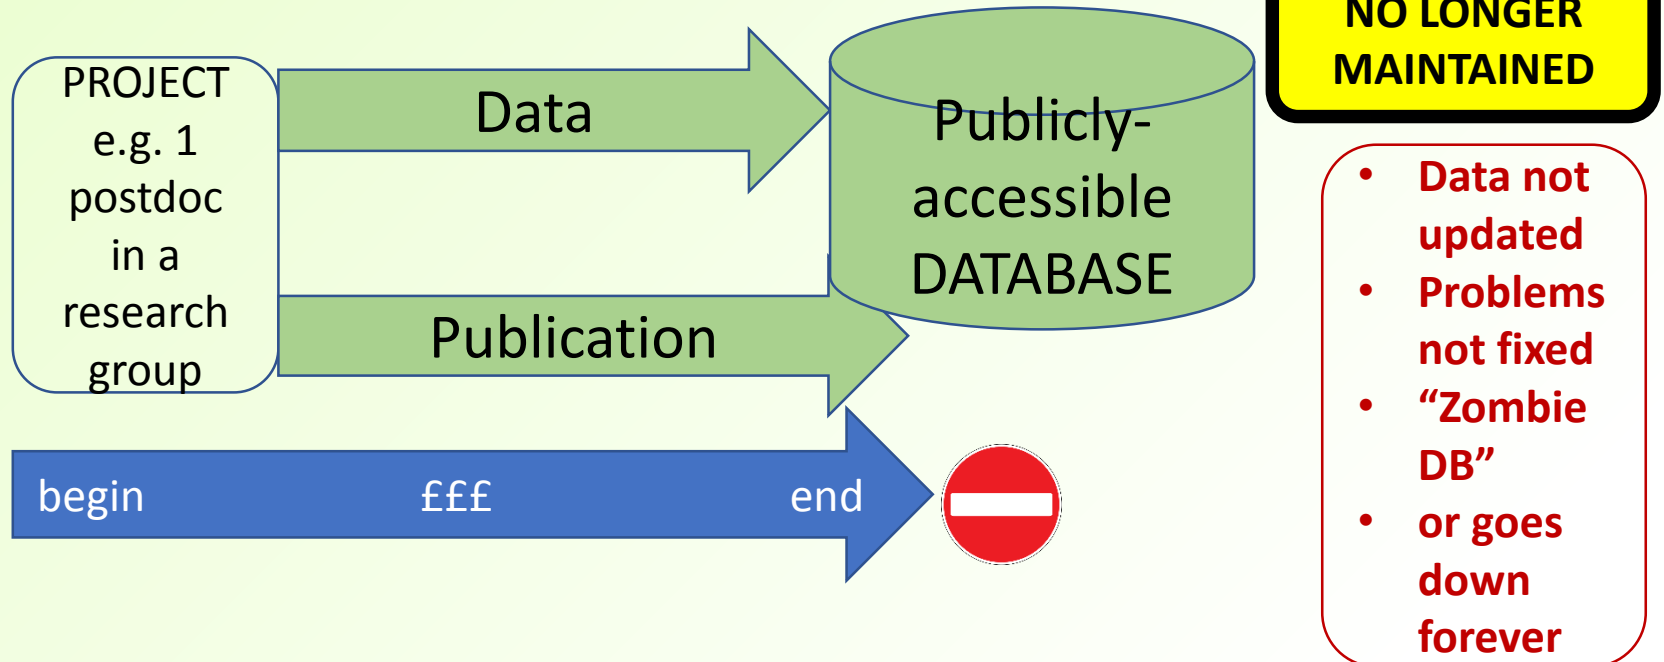 PROJECT
e.g. 1
postdoc
in a
research
group
Data
Publication
Publicly-
accessible
DATABASE
begin £££ end
NO LONGER
MAINTAINED
• Data not
updated
• Problems
not fixed
• “Zombie
DB”
• or goes
down
forever